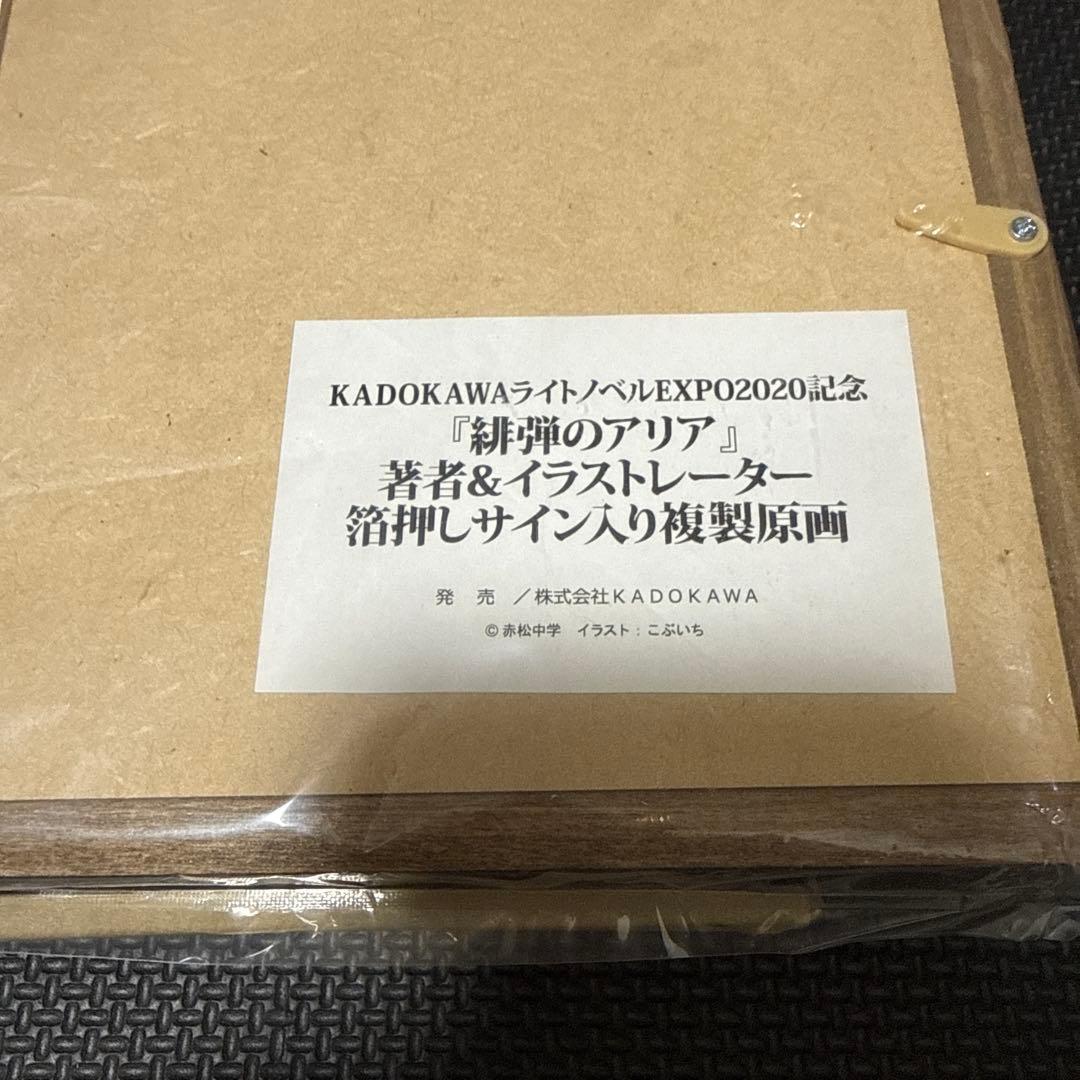 KADOKAWAライトノベルEXPO2020記念
『緋弾のアリア』
著者&イラストレーター
箔押しサイン入り複製原画
発 売 ／株式会社KADOKAWA
© 赤松中学 イラスト：こぶいち